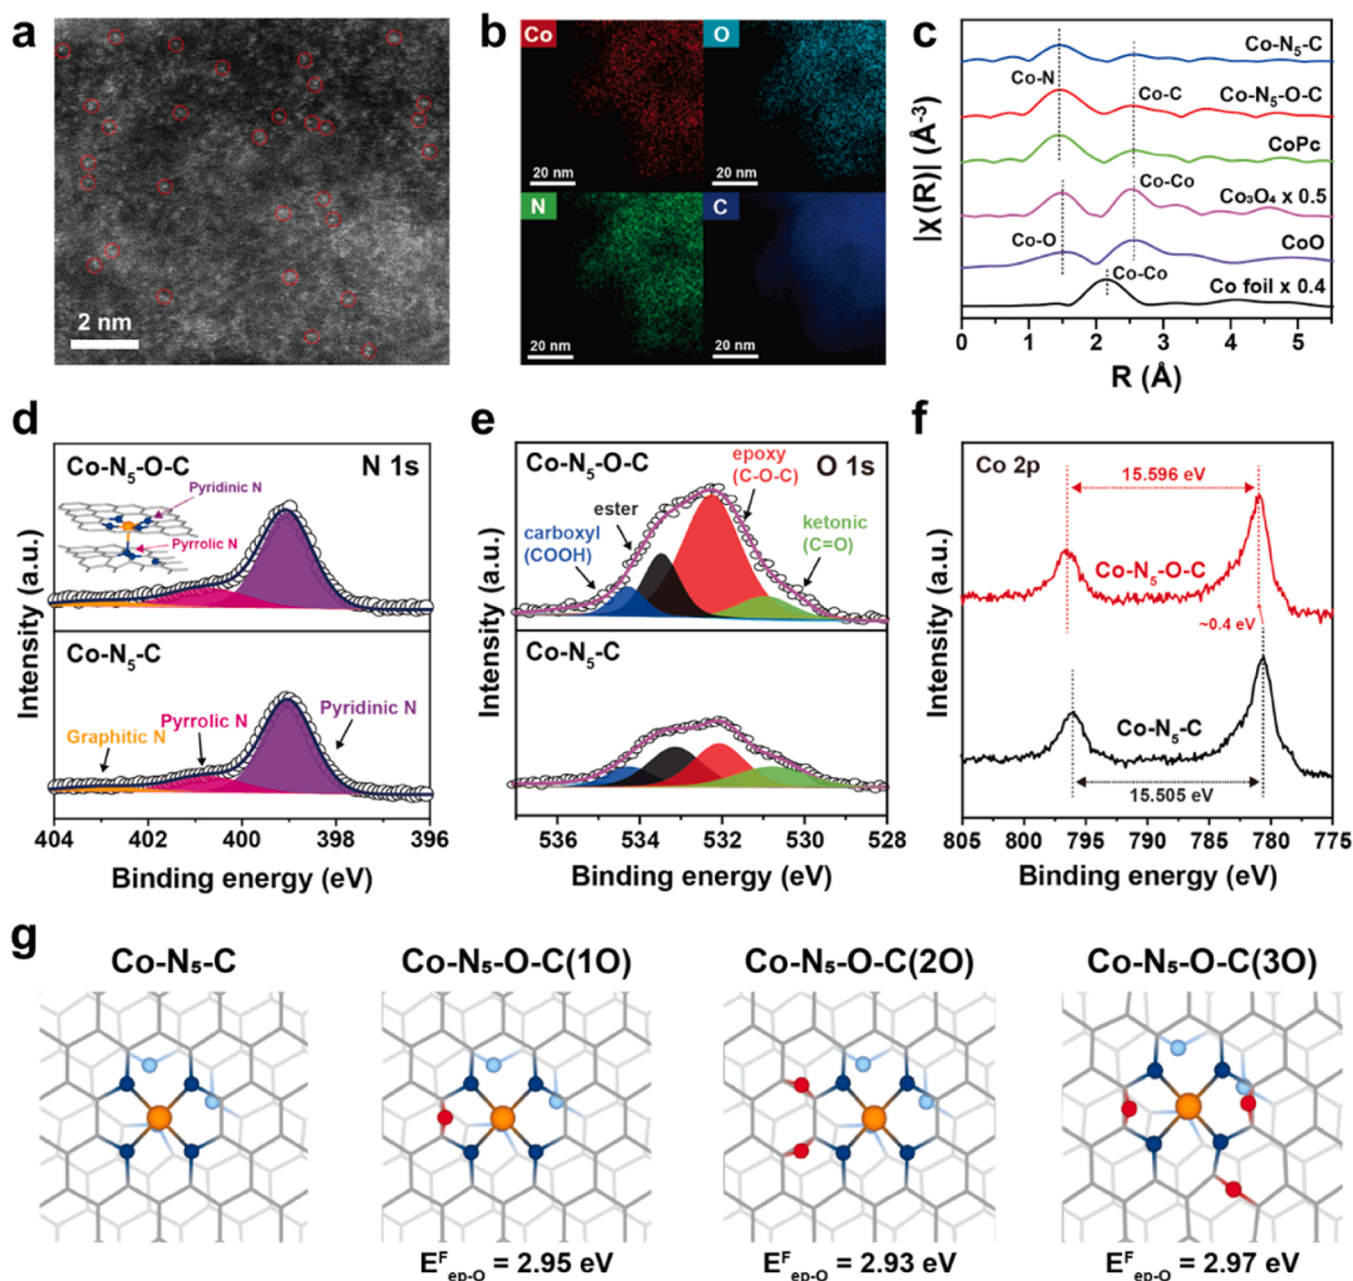 a
2 nm
b
Co
O
20 nm
20 nm
N
C
20 nm
20 nm
c
Co-N₅-C
Co-N
Co-C
Co-N₅-O-C
CoPc
Co-Co
Co₃O₄ x 0.5
Co-O
CoO
Co-Co
Co foil x 0.4
|χ(R)| (Å⁻³)
0 1 2 3 4 5
R (Å)
d
Co-N₅-O-C
N 1s
Pyridinic N
Pyrrolic N
Co-N₅-C
Graphitic N
Pyrrolic N
Pyridinic N
Intensity (a.u.)
404 402 400 398 396
Binding energy (eV)
e
Co-N₅-O-C
O 1s
epoxy
(C-O-C)
ester
carboxyl
(COOH)
ketonic
(C=O)
Co-N₅-C
Intensity (a.u.)
536 534 532 530 528
Binding energy (eV)
f
Co 2p
15.596 eV
Co-N₅-O-C
~0.4 eV
Co-N₅-C
15.505 eV
Intensity (a.u.)
805 800 795 790 785 780 775
Binding energy (eV)
g
Co-N₅-C
Co-N₅-O-C(1O)
Co-N₅-O-C(2O)
Co-N₅-O-C(3O)
E^F_ep-O = 2.95 eV
E^F_ep-O = 2.93 eV
E^F_ep-O = 2.97 eV